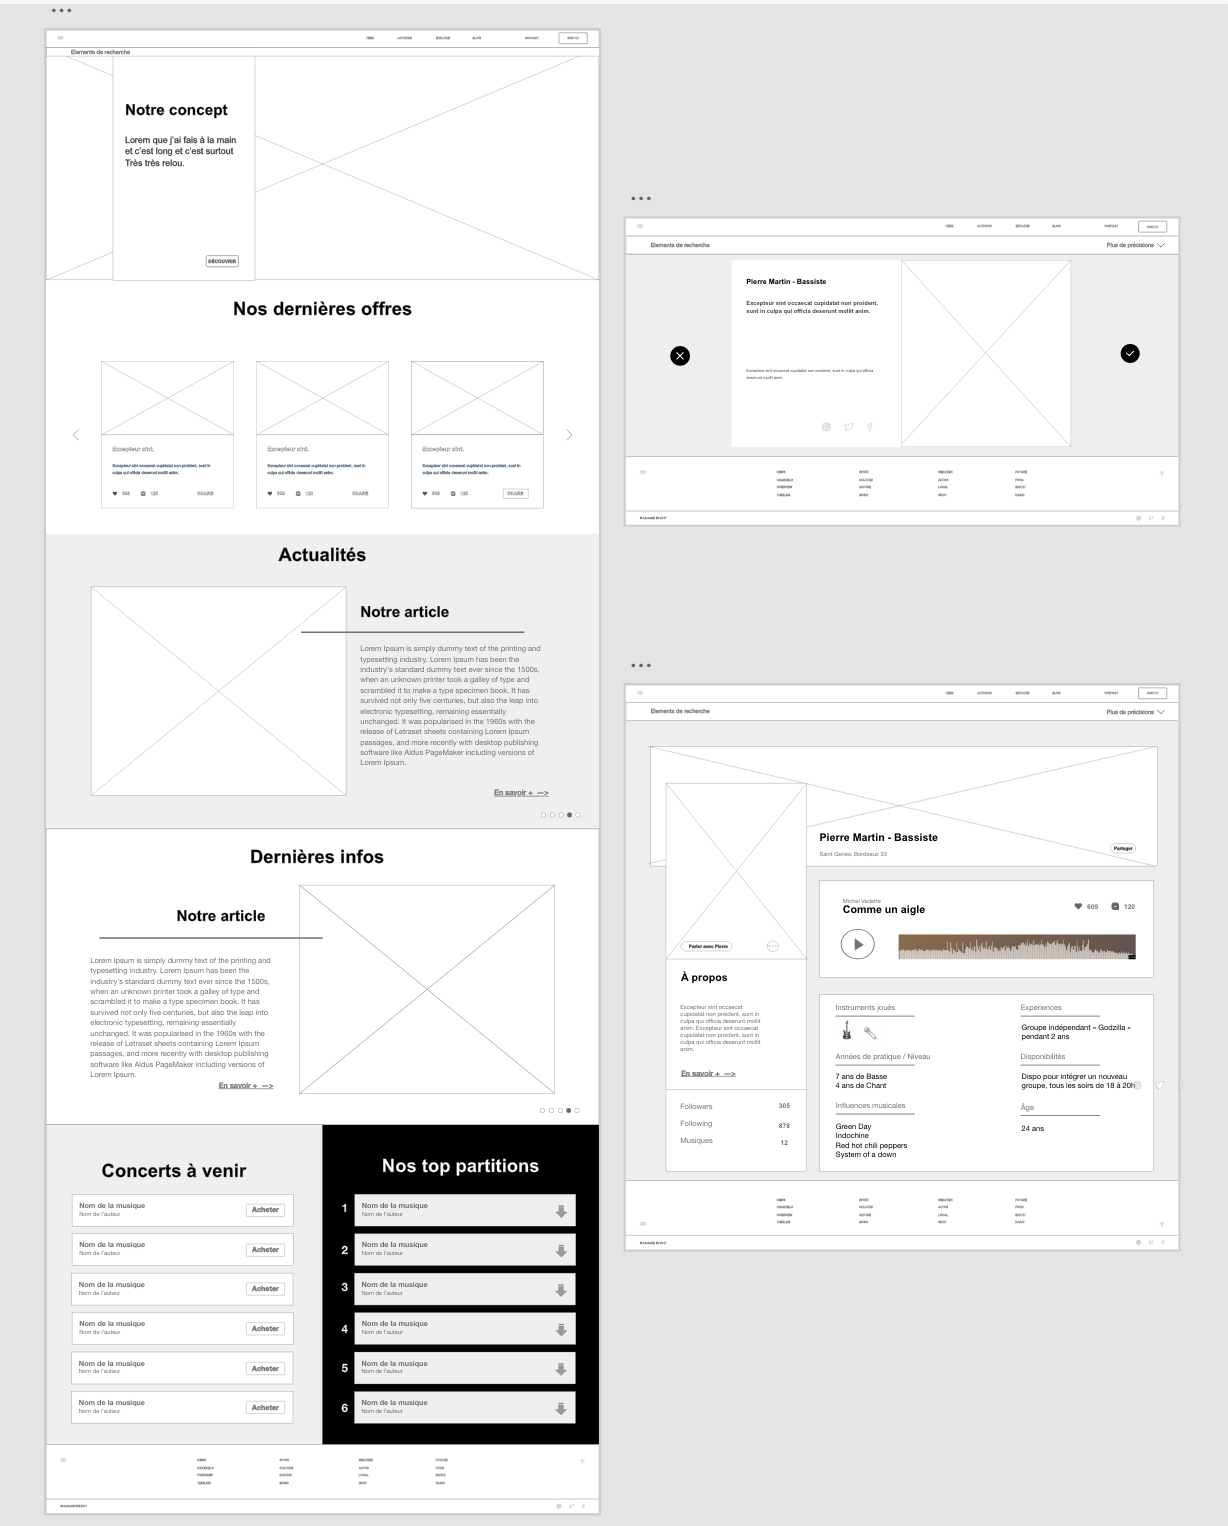 Elements de recherche
Notre concept
Lorem que j'ai fais à la main
et c'est long et c'est surtout
Très très relou.
DÉCOUVRIR
Nos dernières offres
Excepteur sint.
Excepteur sint occaecat cupidatat non proident, sunt in
culpa qui officia deserunt mollit anim.
608 120 SHARE
Excepteur sint.
Excepteur sint occaecat cupidatat non proident, sunt in
culpa qui officia deserunt mollit anim.
608 120 SHARE
Excepteur sint.
Excepteur sint occaecat cupidatat non proident, sunt in
culpa qui officia deserunt mollit anim.
608 120 SHARE
Actualités
Notre article
Lorem Ipsum is simply dummy text of the printing and
typesetting industry. Lorem Ipsum has been the
industry's standard dummy text ever since the 1500s,
when an unknown printer took a galley of type and
scrambled it to make a type specimen book. It has
survived not only five centuries, but also the leap into
electronic typesetting, remaining essentially
unchanged. It was popularised in the 1960s with the
release of Letraset sheets containing Lorem Ipsum
passages, and more recently with desktop publishing
software like Aldus PageMaker including versions of
Lorem Ipsum.
En savoir + —>
Dernières infos
Notre article
Lorem Ipsum is simply dummy text of the printing and
typesetting industry. Lorem Ipsum has been the
industry's standard dummy text ever since the 1500s,
when an unknown printer took a galley of type and
scrambled it to make a type specimen book. It has
survived not only five centuries, but also the leap into
electronic typesetting, remaining essentially
unchanged. It was popularised in the 1960s with the
release of Letraset sheets containing Lorem Ipsum
passages, and more recently with desktop publishing
software like Aldus PageMaker including versions of
Lorem Ipsum.
En savoir + —>
Concerts à venir
Nom de la musique
Nom de l'auteur
Acheter
Nom de la musique
Nom de l'auteur
Acheter
Nom de la musique
Nom de l'auteur
Acheter
Nom de la musique
Nom de l'auteur
Acheter
Nom de la musique
Nom de l'auteur
Acheter
Nom de la musique
Nom de l'auteur
Acheter
Nos top partitions
1
Nom de la musique
Nom de l'auteur
2
Nom de la musique
Nom de l'auteur
3
Nom de la musique
Nom de l'auteur
4
Nom de la musique
Nom de l'auteur
5
Nom de la musique
Nom de l'auteur
6
Nom de la musique
Nom de l'auteur
Elements de recherche
Plus de précisions
Pierre Martin - Bassiste
Excepteur sint occaecat cupidatat non proident,
sunt in culpa qui officia deserunt mollit anim.
Excepteur sint occaecat cupidatat non proident, sunt in culpa qui officia
deserunt mollit anim.
Elements de recherche
Plus de précisions
Pierre Martin - Bassiste
Saint Genès, Bordeaux 33
Partager
Parler avec Pierre
À propos
Excepteur sint occaecat
cupidatat non proident, sunt in
culpa qui officia deserunt mollit
anim. Excepteur sint occaecat
cupidatat non proident, sunt in
culpa qui officia deserunt mollit
anim.
En savoir + —>
Followers 305
Following 878
Musiques 12
Michel Vedette
Comme un aigle
609 120
Instruments joués
Années de pratique / Niveau
7 ans de Basse
4 ans de Chant
Influences musicales
Green Day
Indochine
Red hot chili peppers
System of a down
Experiences
Groupe indépendant « Godzilla »
pendant 2 ans
Disponibilités
Dispo pour intégrer un nouveau
groupe, tous les soirs de 18 à 20h
Âge
24 ans